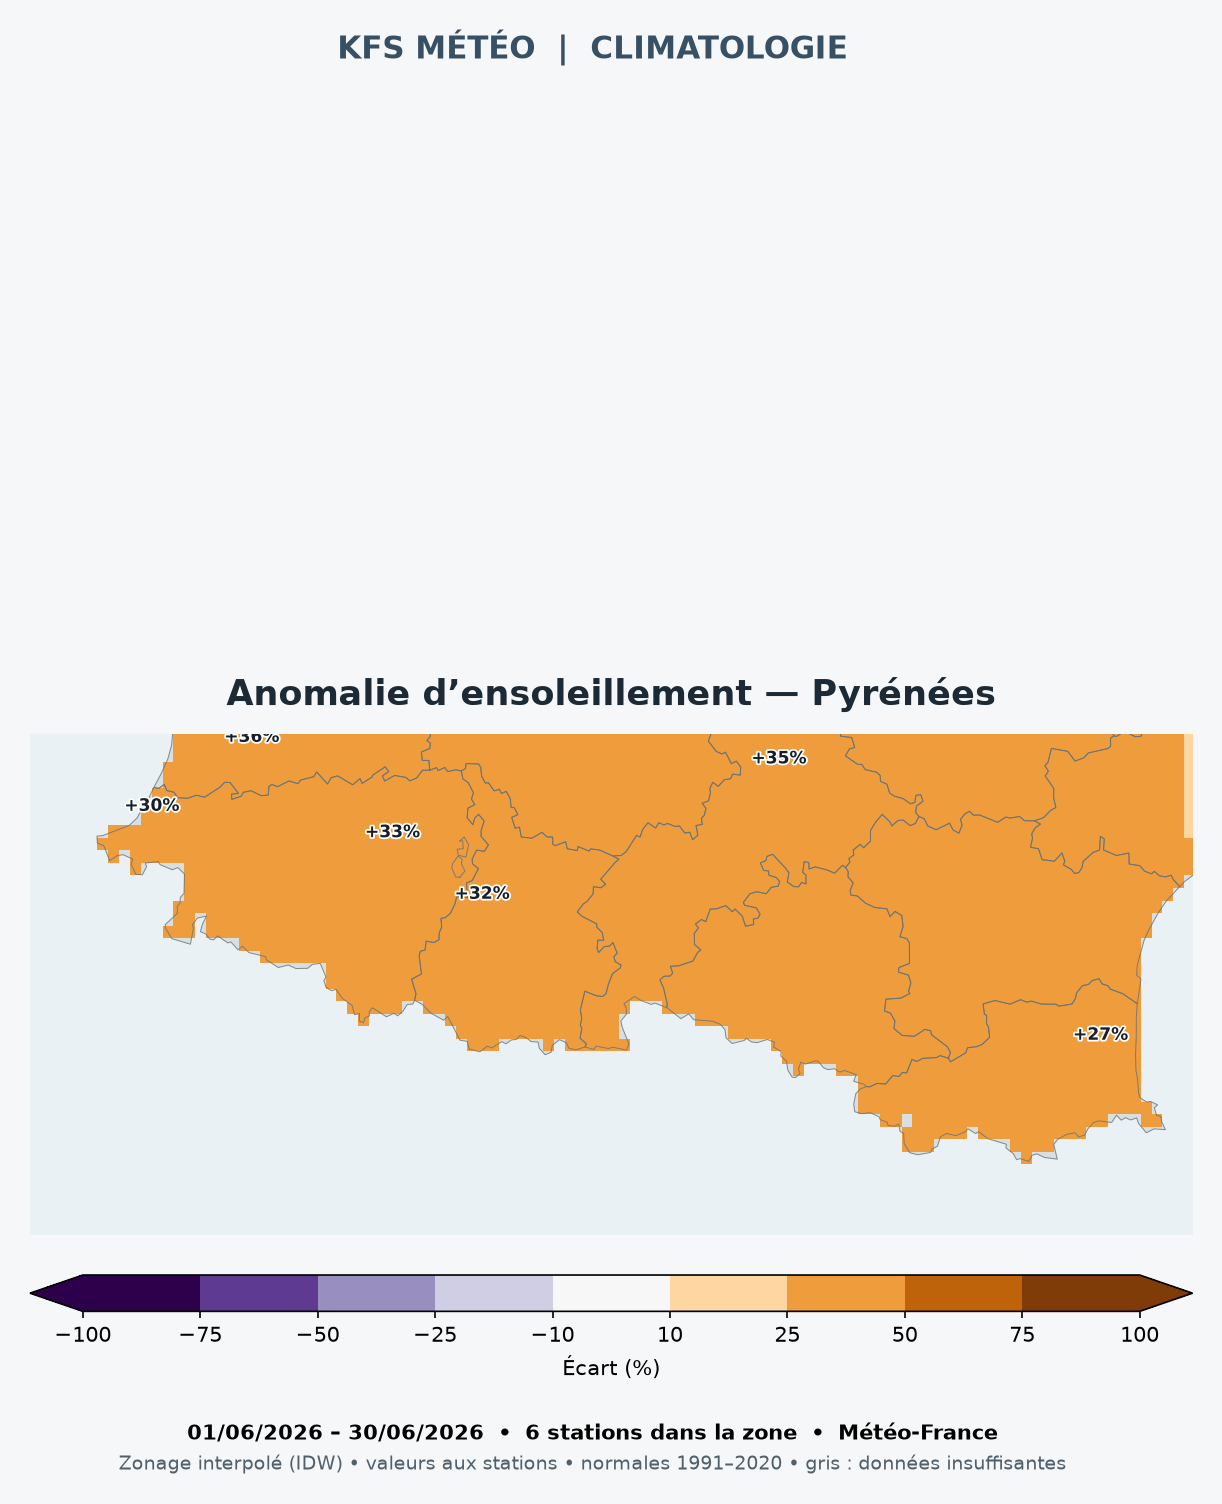 KFS MÉTÉO | CLIMATOLOGIE
Anomalie d’ensoleillement — Pyrénées
+36%
+35%
+30%
+33%
+32%
+27%
−100 −75 −50 −25 −10 10 25 50 75 100
Écart (%)
01/06/2026 – 30/06/2026 • 6 stations dans la zone • Météo-France
Zonage interpolé (IDW) • valeurs aux stations • normales 1991–2020 • gris : données insuffisantes